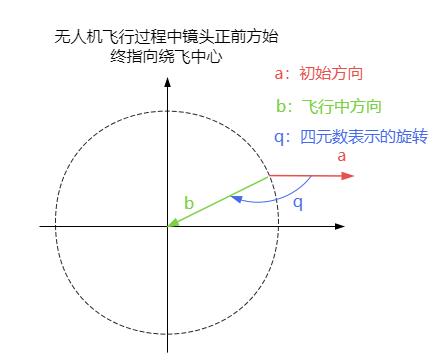 无人机飞行过程中镜头正前方始
终指向绕飞中心
a：初始方向
b：飞行中方向
q：四元数表示的旋转
a
b
q